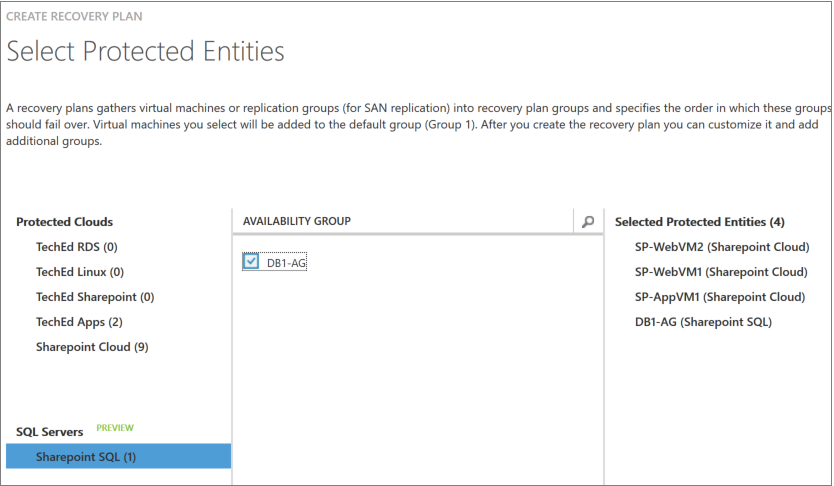 CREATE RECOVERY PLAN
Select Protected Entities
A recovery plans gathers virtual machines or replication groups (for SAN replication) into recovery plan groups and specifies the order in which these groups
should fail over. Virtual machines you select will be added to the default group (Group 1). After you create the recovery plan you can customize it and add
additional groups.
Protected Clouds
TechEd RDS (0)
TechEd Linux (0)
TechEd Sharepoint (0)
TechEd Apps (2)
Sharepoint Cloud (9)
SQL Servers PREVIEW
Sharepoint SQL (1)
AVAILABILITY GROUP
DB1-AG
Selected Protected Entities (4)
SP-WebVM2 (Sharepoint Cloud)
SP-WebVM1 (Sharepoint Cloud)
SP-AppVM1 (Sharepoint Cloud)
DB1-AG (Sharepoint SQL)